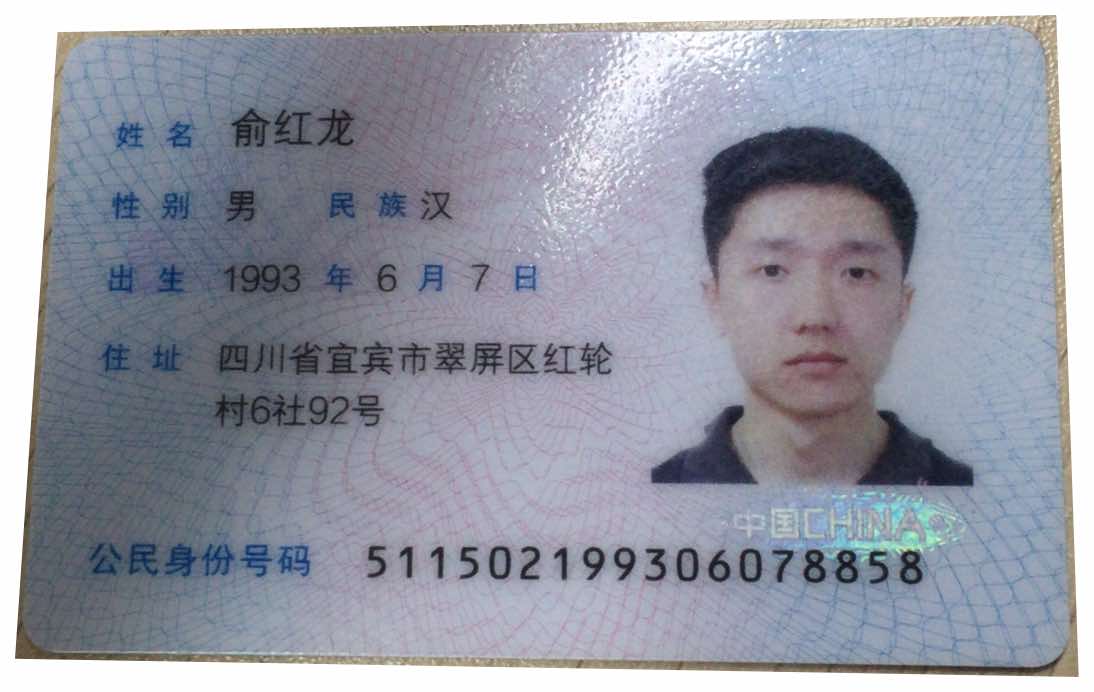 姓名 俞红龙
性别 男 民族 汉
出生 1993 年 6 月 7 日
住址 四川省宜宾市翠屏区红轮
村6社92号
中国CHINA
公民身份号码 511502199306078858